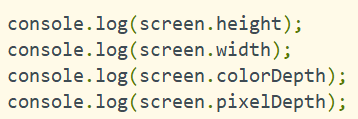 console.log(screen.height);
console.log(screen.width);
console.log(screen.colorDepth);
console.log(screen.pixelDepth);